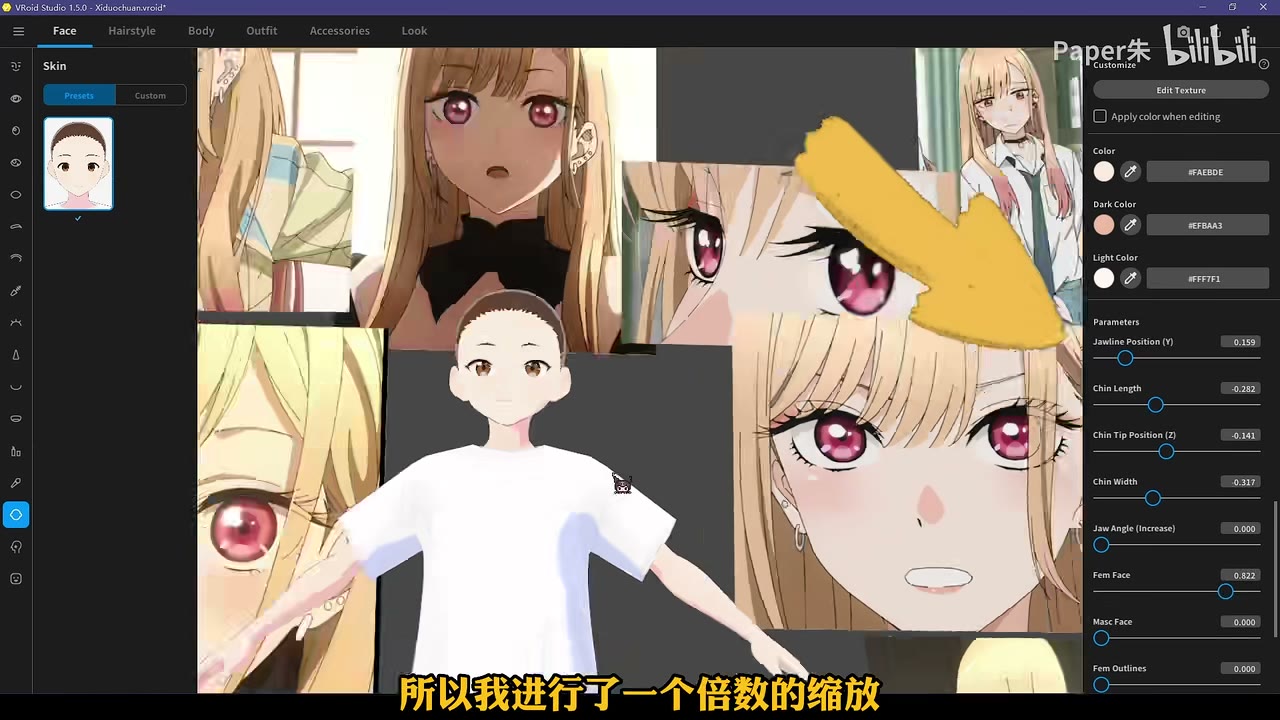 VRoid Studio 1.5.0 - Xiduochuan.vroid*
Face
Hairstyle
Body
Outfit
Accessories
Look
Paper朱 bilibili
Skin
Presets
Custom
Customize
Edit Texture
Apply color when editing
Color
#FAEBDE
Dark Color
#EFBAA3
Light Color
#FFF7F1
Parameters
Jawline Position (Y) 0.159
Chin Length -0.282
Chin Tip Position (Z) -0.141
Chin Width -0.317
Jaw Angle (Increase) 0.000
Fem Face 0.822
Masc Face 0.000
Fem Outlines 0.000
所以我进行了一个倍数的缩放